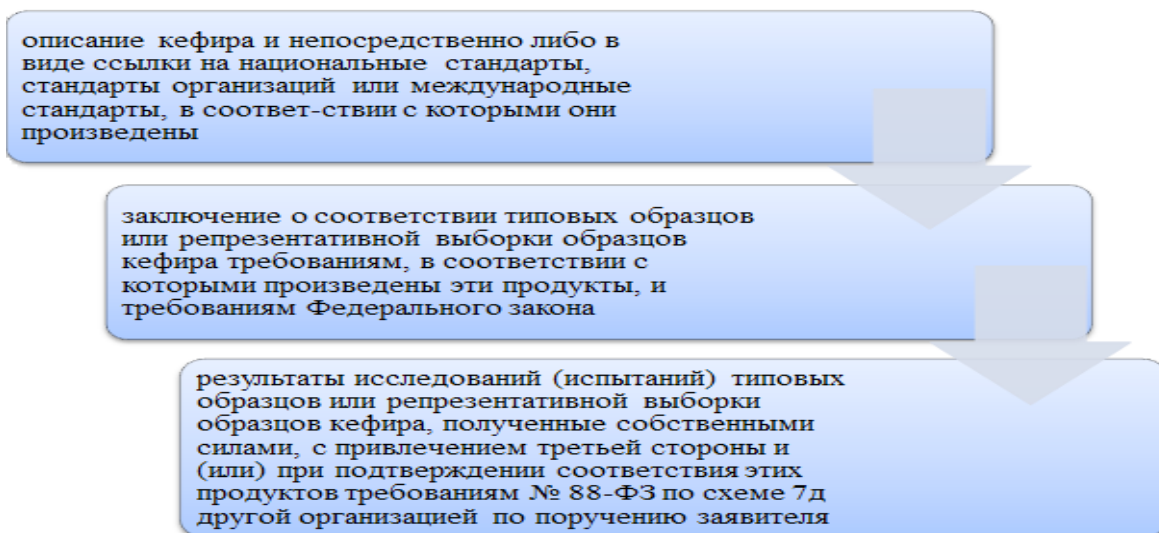 описание кефира и непосредственно либо в
виде ссылки на национальные стандарты,
стандарты организаций или международные
стандарты, в соответ-ствии с которыми они
произведены
заключение о соответствии типовых образцов
или репрезентативной выборки образцов
кефира требованиям, в соответствии с
которыми произведены эти продукты, и
требованиям Федерального закона
результаты исследований (испытаний) типовых
образцов или репрезентативной выборки
образцов кефира, полученные собственными
силами, с привлечением третьей стороны и
(или) при подтверждении соответствия этих
продуктов требованиям № 88-ФЗ по схеме 7д
другой организацией по поручению заявителя